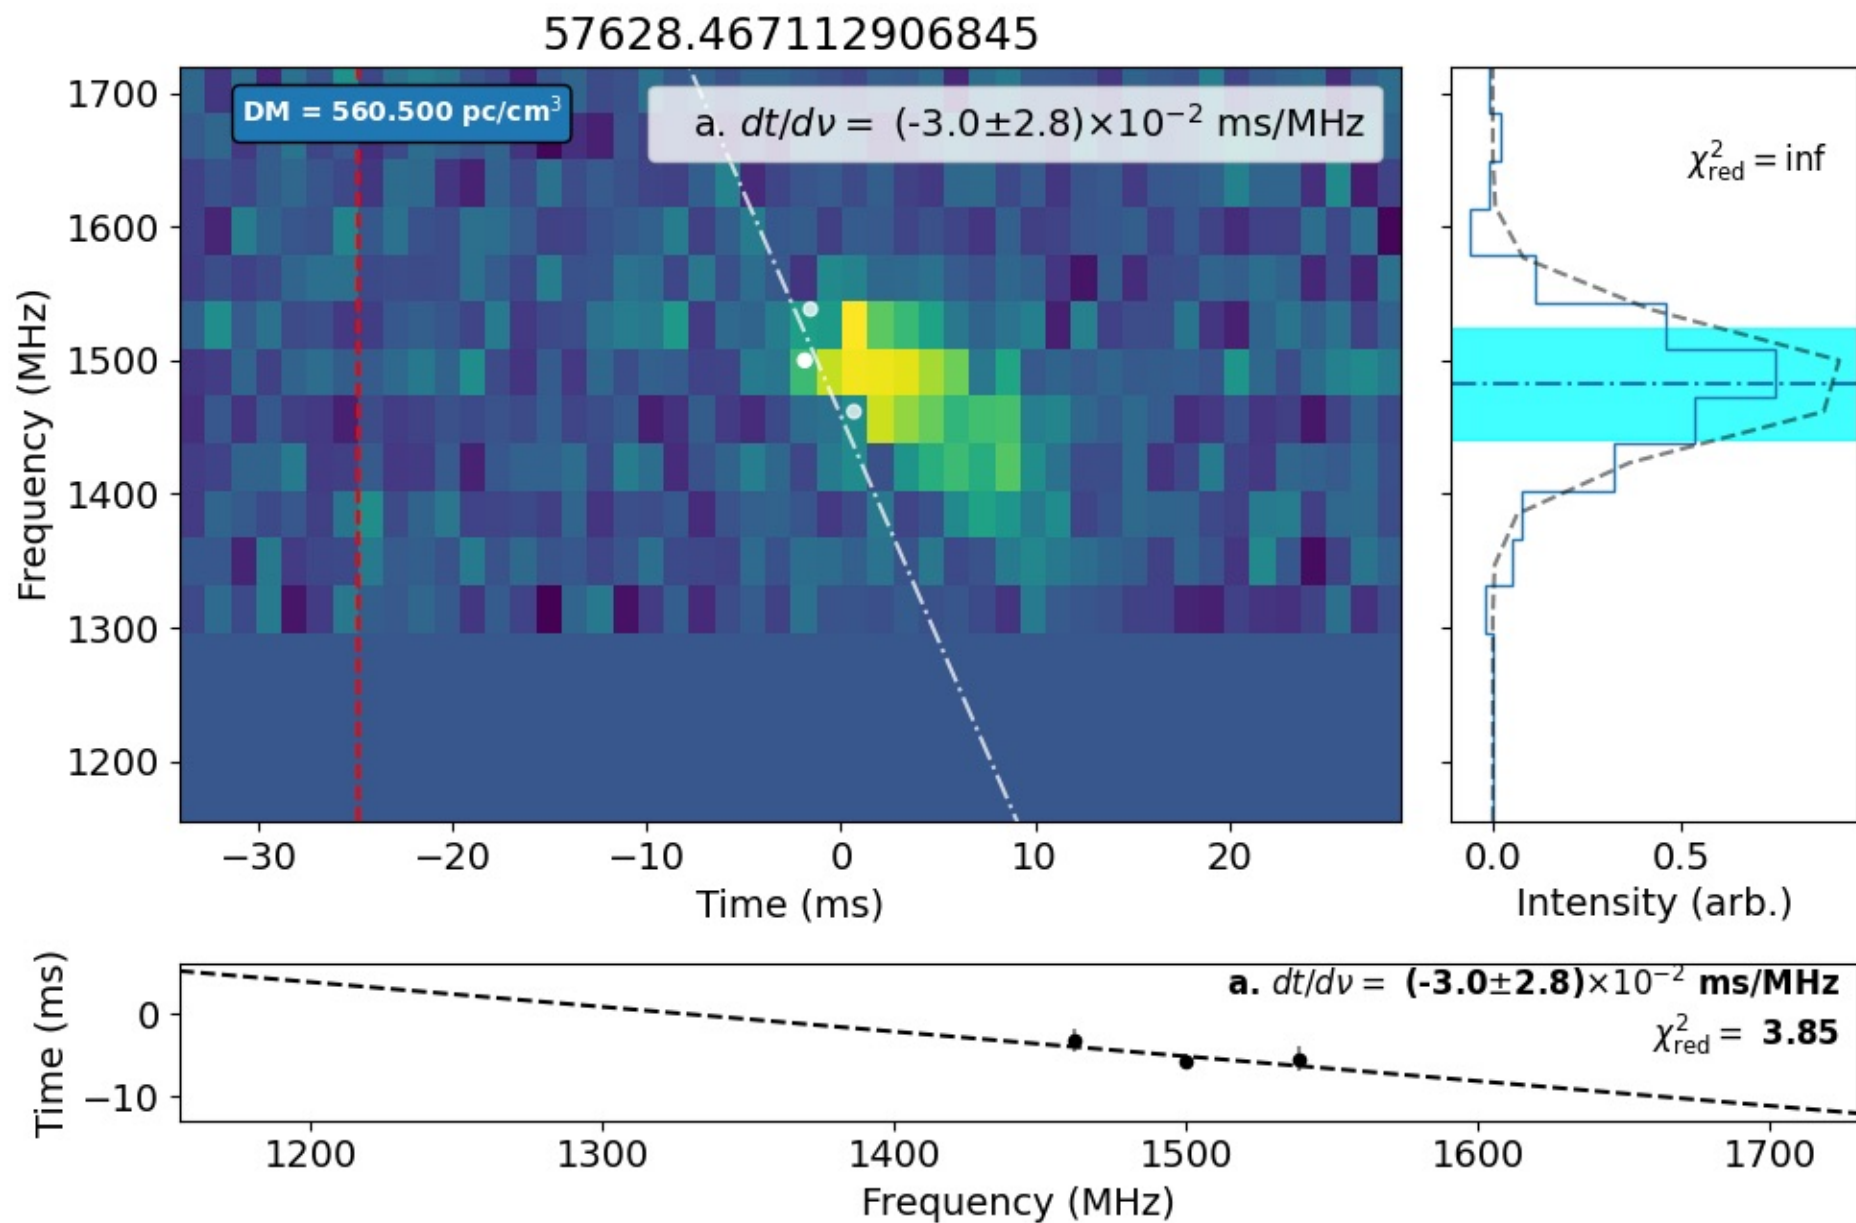 57628.467112906845
DM = 560.500 pc/cm³
a. dt/dν = (-3.0±2.8)×10⁻² ms/MHz
χ²red = inf
Frequency (MHz)
1700
1600
1500
1400
1300
1200
−30 −20 −10 0 10 20
Time (ms)
0.0 0.5
Intensity (arb.)
a. dt/dν = (-3.0±2.8)×10⁻² ms/MHz
χ²red = 3.85
Time (ms)
0
−10
1200 1300 1400 1500 1600 1700
Frequency (MHz)